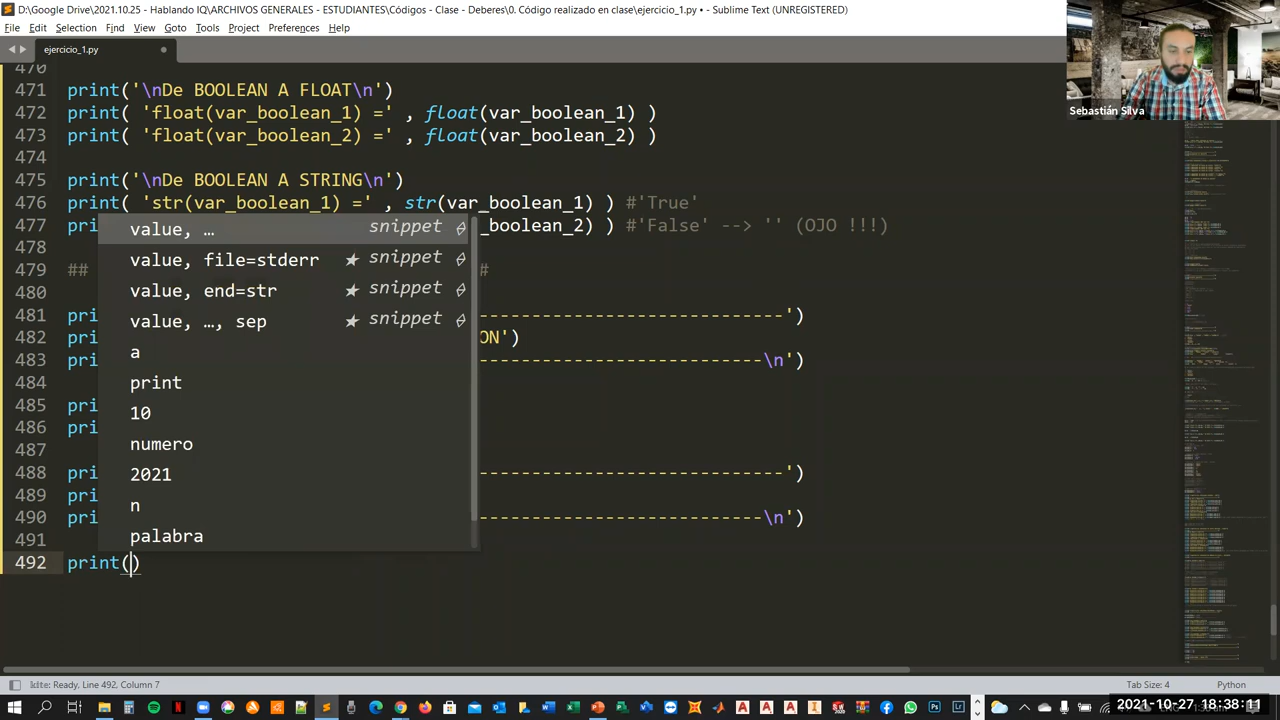 D:\Google Drive\2021.10.25 - Hablando IQ\ARCHIVOS GENERALES - ESTUDIANTES\Códigos - Clase - Deberes\0. Código realizado en clase\ejercicio_1.py • - Sublime Text (UNREGISTERED)
File Edit Selection Find View Goto Tools Project Preferences Help
ejercicio_1.py
Sebastián Silva
470
471 print('\nDe BOOLEAN A FLOAT\n')
472 print( 'float(var_boolean_1) =' , float(var_boolean_1) )
473 print( 'float(var_boolean_2) =' , float(var_boolean_2) )
474
475 print('\nDe BOOLEAN A STRING\n')
476 print( 'str(var_boolean_1) =' , str(var_boolean_1) ) #'True'
477 pri boolean_2) ) #'False' --> '' (OJO !!!)
478
479 ## #
480
481 pri ')
482 pri ON')
483 pri \n')
484
485 pri
486 pri
487
488 pri ')
489 pri
490 pri \n')
491
492 print()
value, … snippet
value, file=stderr snippet
value, end=str snippet
value, …, sep snippet
a
print
10
numero
2021
n
palabra
Line 492, Column 7
Tab Size: 4
Python
2021-10-27 18:38:11